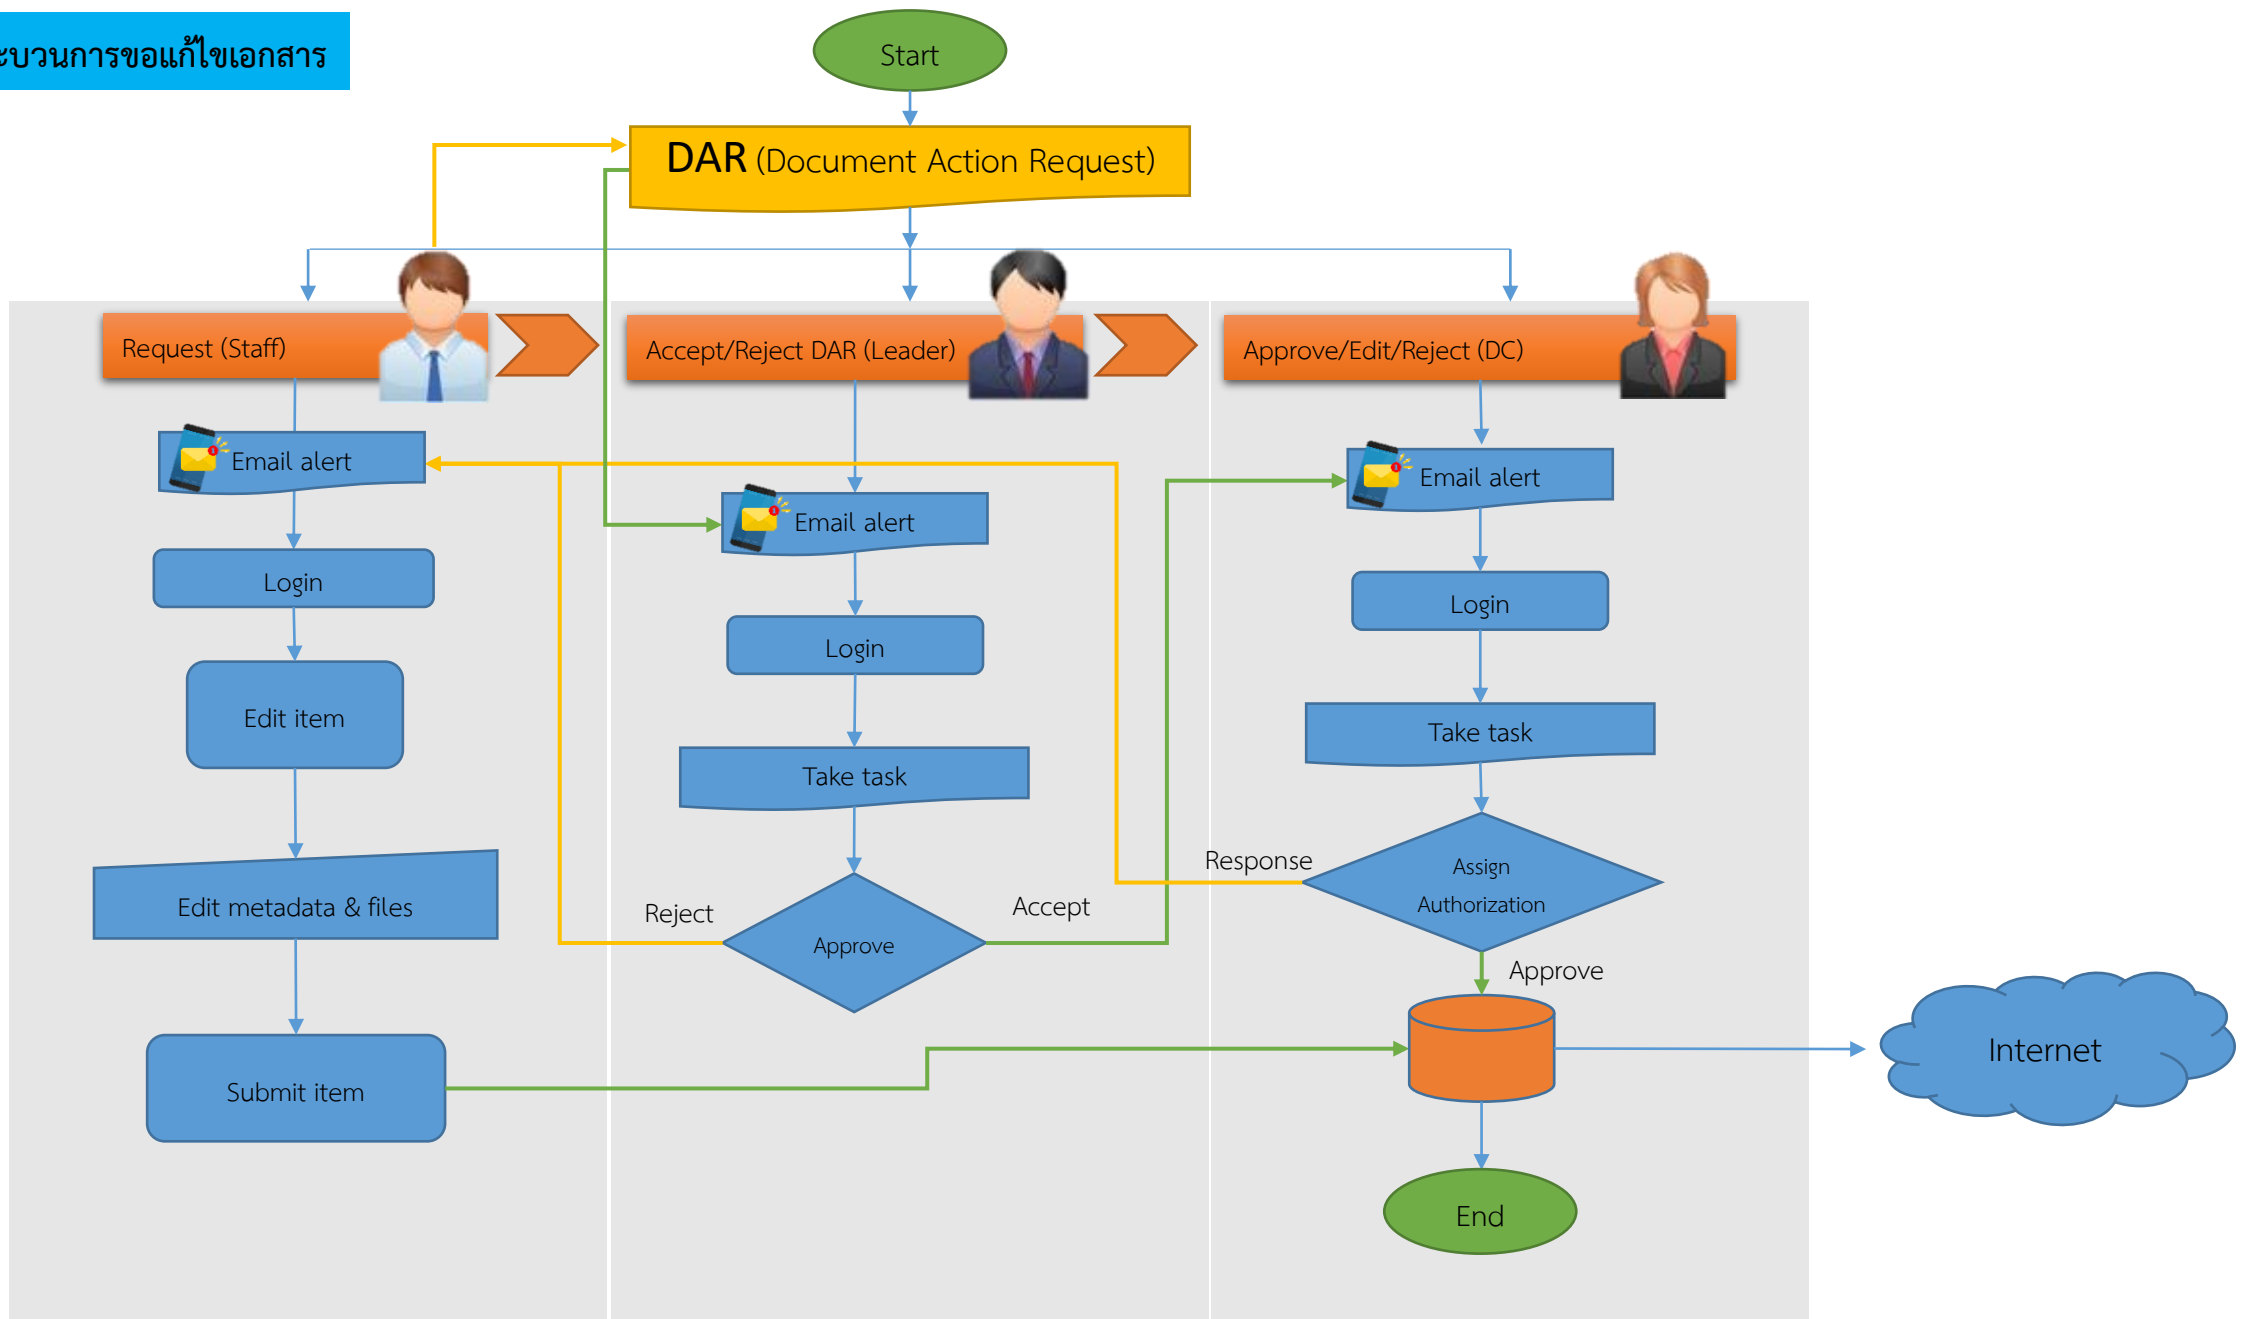 ะบวนการขอแก้ไขเอกสาร
Start
DAR (Document Action Request)
Request (Staff)
Accept/Reject DAR (Leader)
Approve/Edit/Reject (DC)
Email alert
Email alert
Email alert
Login
Login
Login
Edit item
Take task
Take task
Edit metadata & files
Reject
Approve
Accept
Response
Assign
Authorization
Approve
Submit item
Internet
End